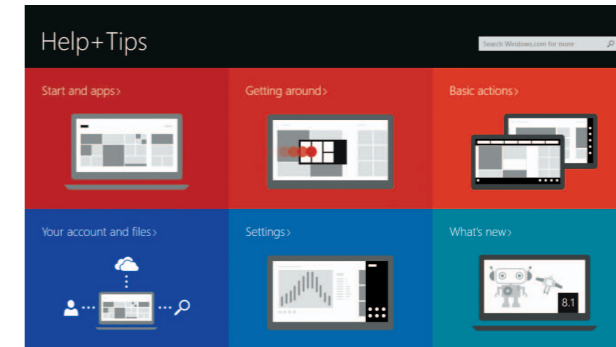 Help+Tips
Search Windows.com for more
Start and apps›
Getting around›
Basic actions›
Your account and files›
Settings›
What's new›
8.1